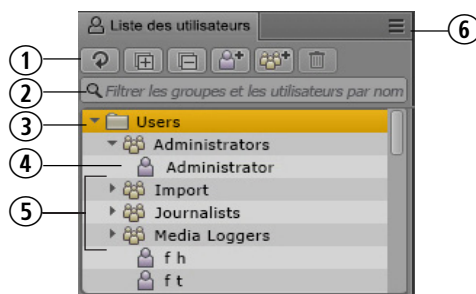 Liste des utilisateurs
6
1
2
Filtrer les groupes et les utilisateurs par nom
3
Users
Administrators
4
Administrator
5
Import
Journalists
Media Loggers
f h
f t